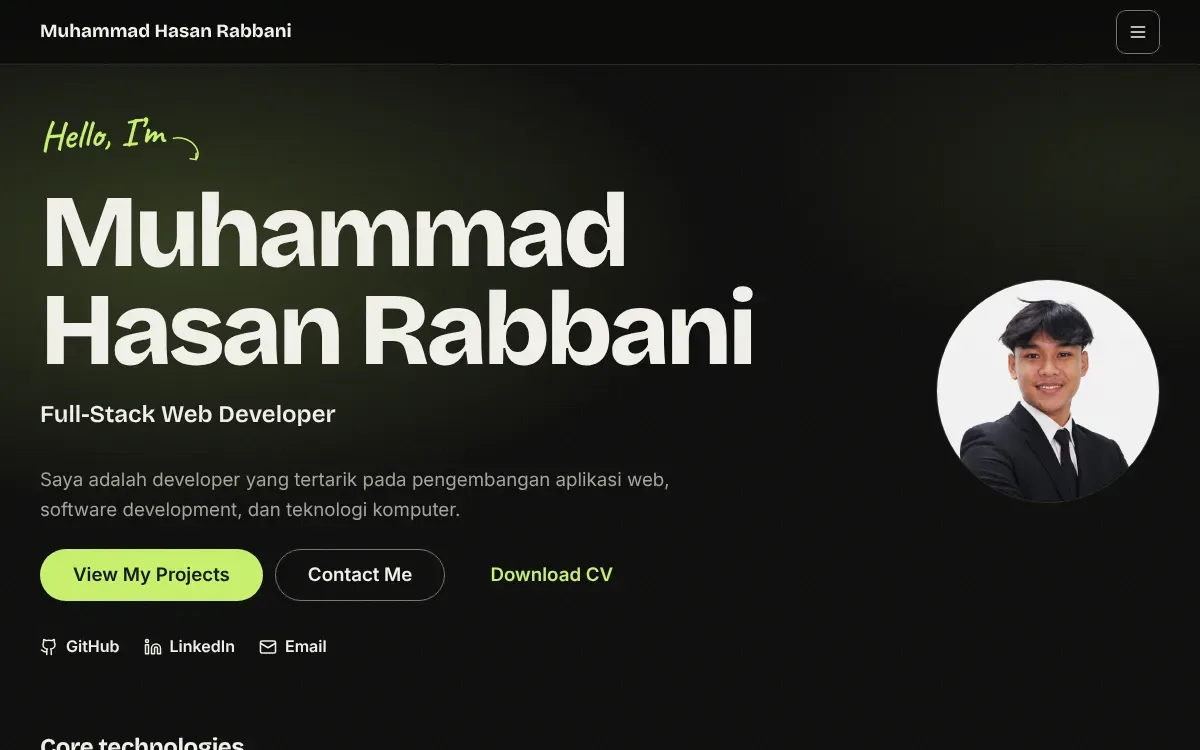 Muhammad Hasan Rabbani
Hello, I'm
Muhammad
Hasan Rabbani
Full-Stack Web Developer
Saya adalah developer yang tertarik pada pengembangan aplikasi web,
software development, dan teknologi komputer.
View My Projects
Contact Me
Download CV
GitHub
LinkedIn
Email
Core technologies